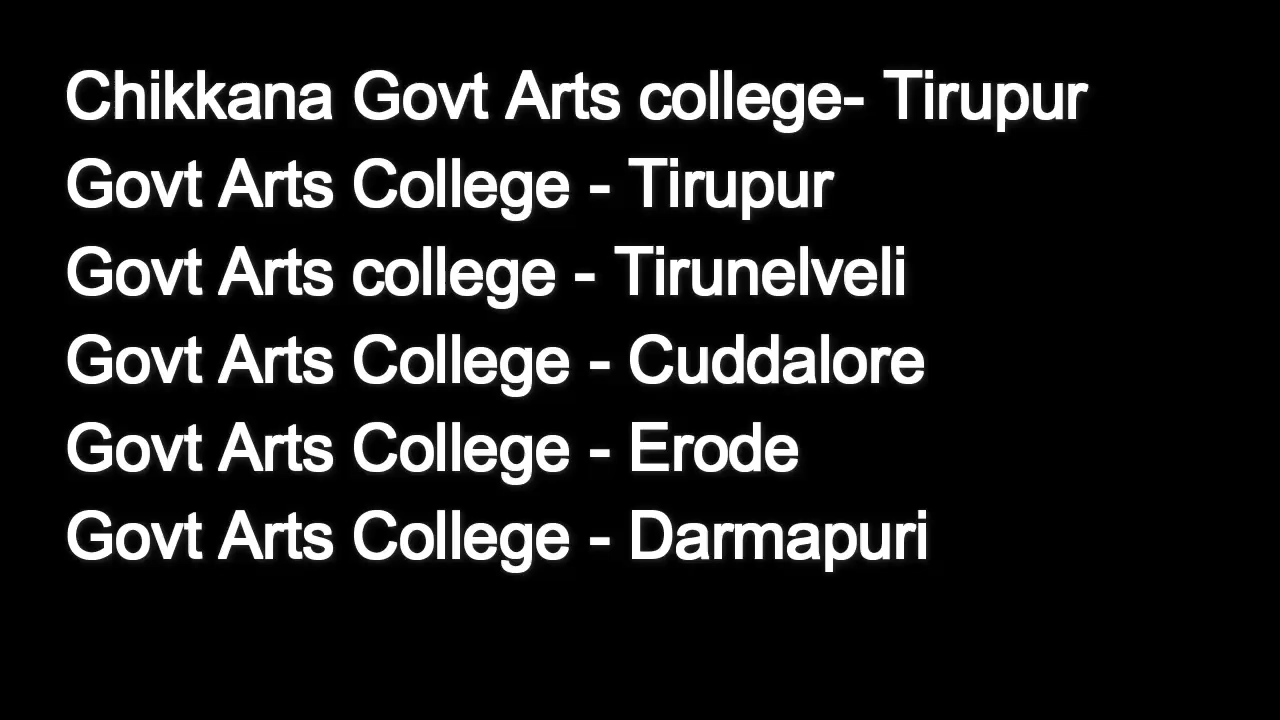 Chikkana Govt Arts college- Tirupur
Govt Arts College - Tirupur
Govt Arts college - Tirunelveli
Govt Arts College - Cuddalore
Govt Arts College - Erode
Govt Arts College - Darmapuri